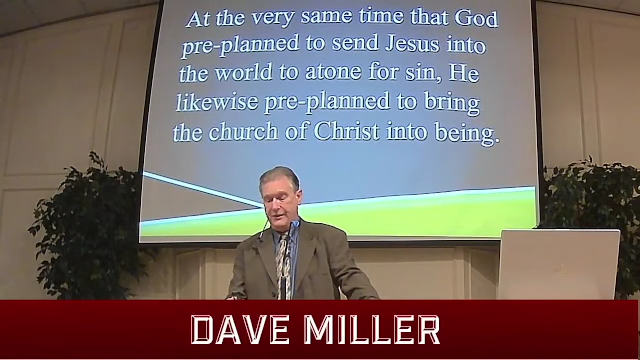 At the very same time that God
pre-planned to send Jesus into
the world to atone for sin, He
likewise pre-planned to bring
the church of Christ into being.
DAVE MILLER